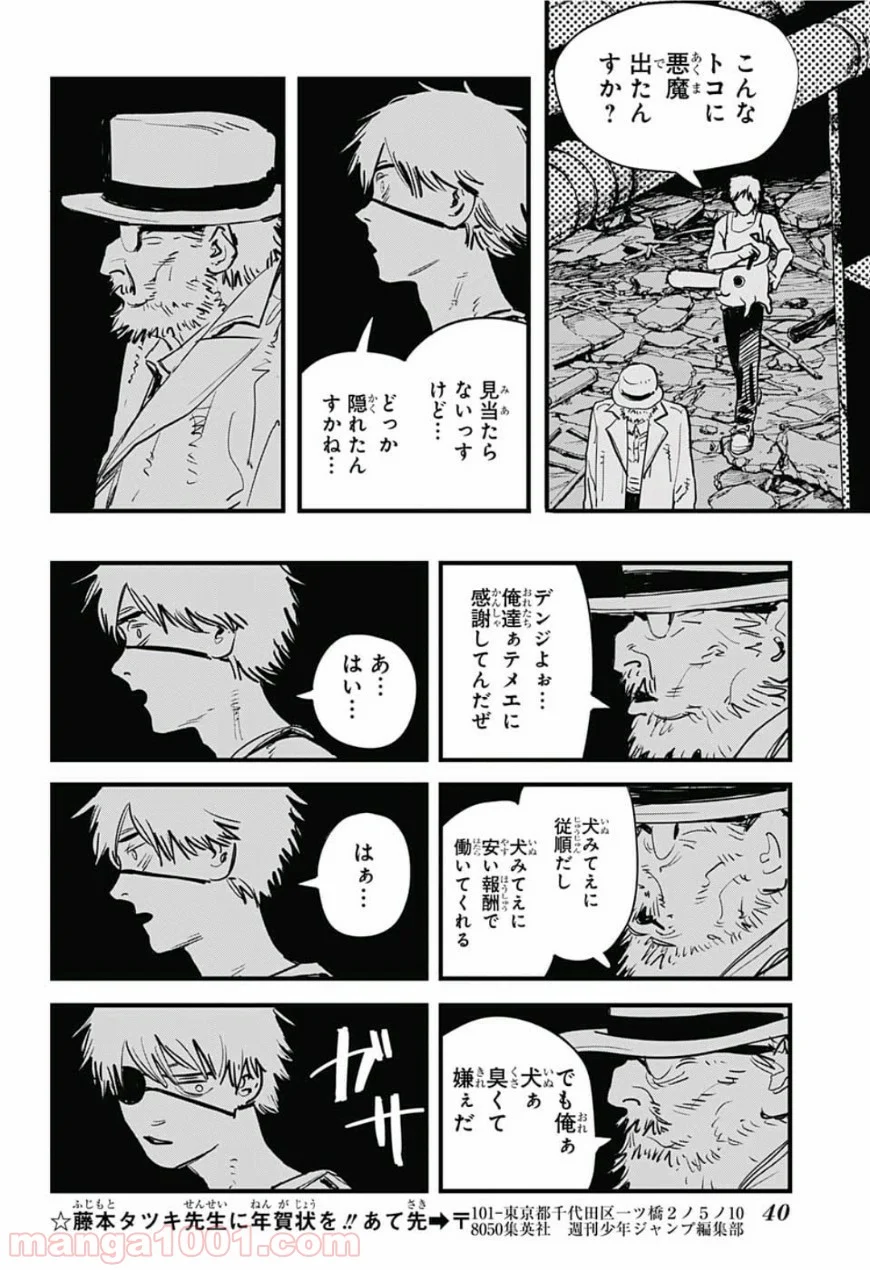 こんな
トコに
悪魔
出たん
すか?
見当たら
ないっす
けど…
どっか
隠れたん
すかね…
デンジよぉ…
俺達ぁテメエに
感謝してんだぜ
あ…
はい…
犬みてえに
従順だし
犬みてえに
安い報酬で
働いてくれる
はぁ…
でも俺ぁ
犬ぁ
臭くて
嫌ぇだ
ドッ
☆藤本タツキ先生に年賀状を!!あて先➡〒
101-東京都千代田区一ツ橋2ノ5ノ10
8050集英社 週刊少年ジャンプ編集部
40
manga1001.com